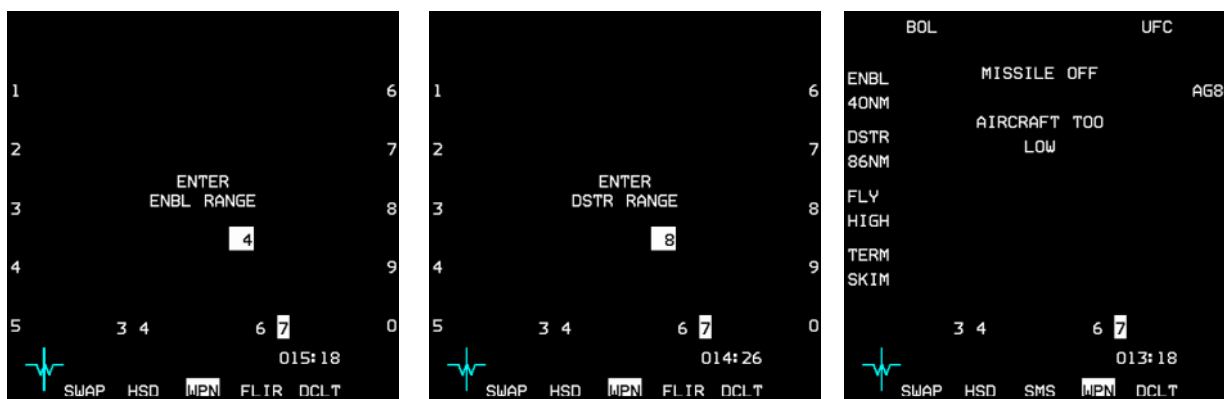 1 6
2 7
ENTER
ENBL RANGE
3 8
4
4 9
5 3 4 6 7 0
015:18
SWAP HSD WPN FLIR DCLT
1 6
2 7
ENTER
DSTR RANGE
3 8
8
4 9
5 3 4 6 7 0
014:26
SWAP HSD WPN FLIR DCLT
BOL UFC
ENBL MISSILE OFF
40NM AG8
DSTR AIRCRAFT TOO
86NM LOW
FLY
HIGH
TERM
SKIM
3 4 6 7
013:18
SWAP HSD SMS WPN DCLT